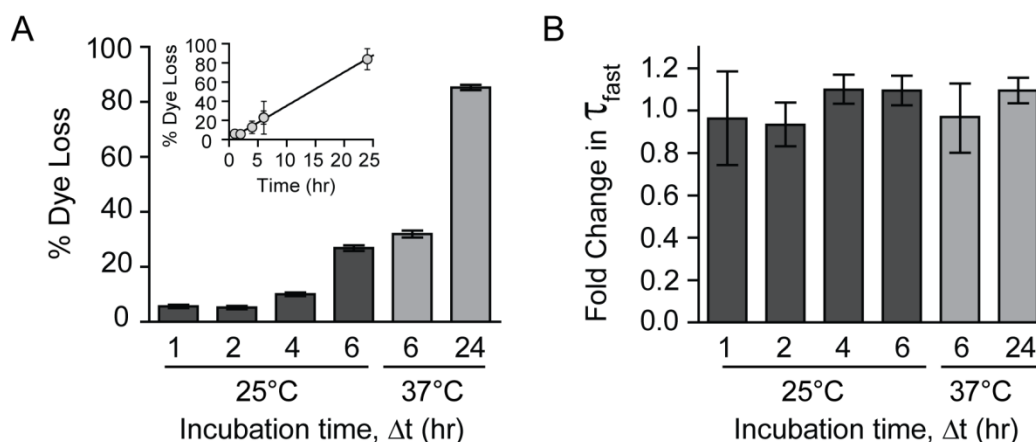 A
% Dye Loss
100
80
60
40
20
0
% Dye Loss
100
80
60
40
20
0
0 5 10 15 20 25
Time (hr)
1 2 4 6 6 24
25°C 37°C
Incubation time, Δt (hr)
B
Fold Change in τfast
1.2
1.0
0.8
0.6
0.4
0.2
0.0
1 2 4 6 6 24
25°C 37°C
Incubation time, Δt (hr)